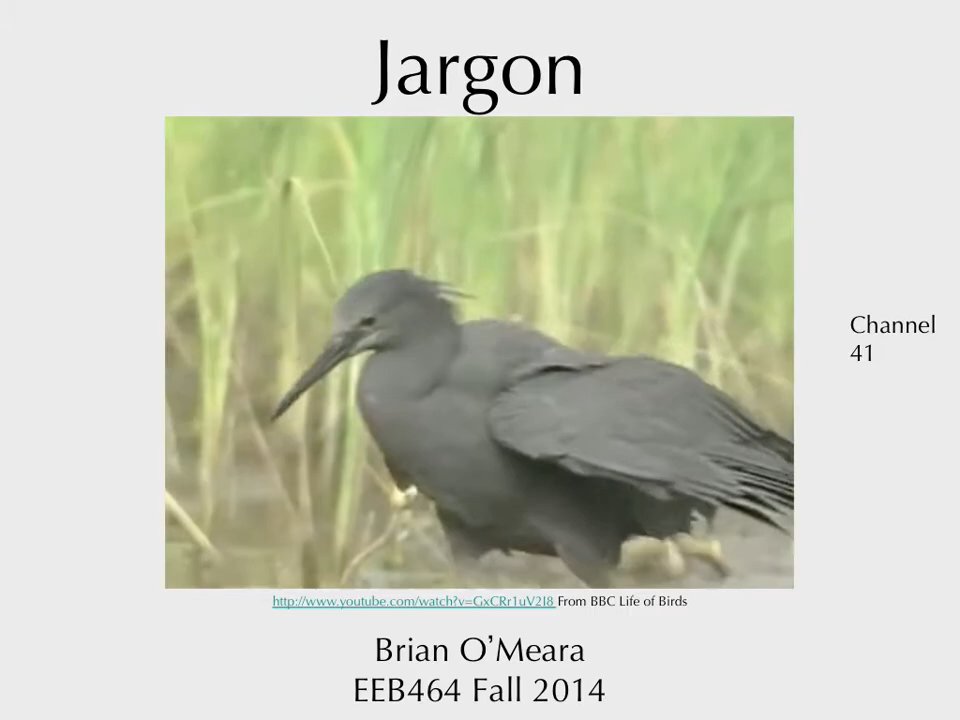 Jargon
Channel
41
http://www.youtube.com/watch?v=GxCRr1uV2I8 From BBC Life of Birds
Brian O’Meara
EEB464 Fall 2014